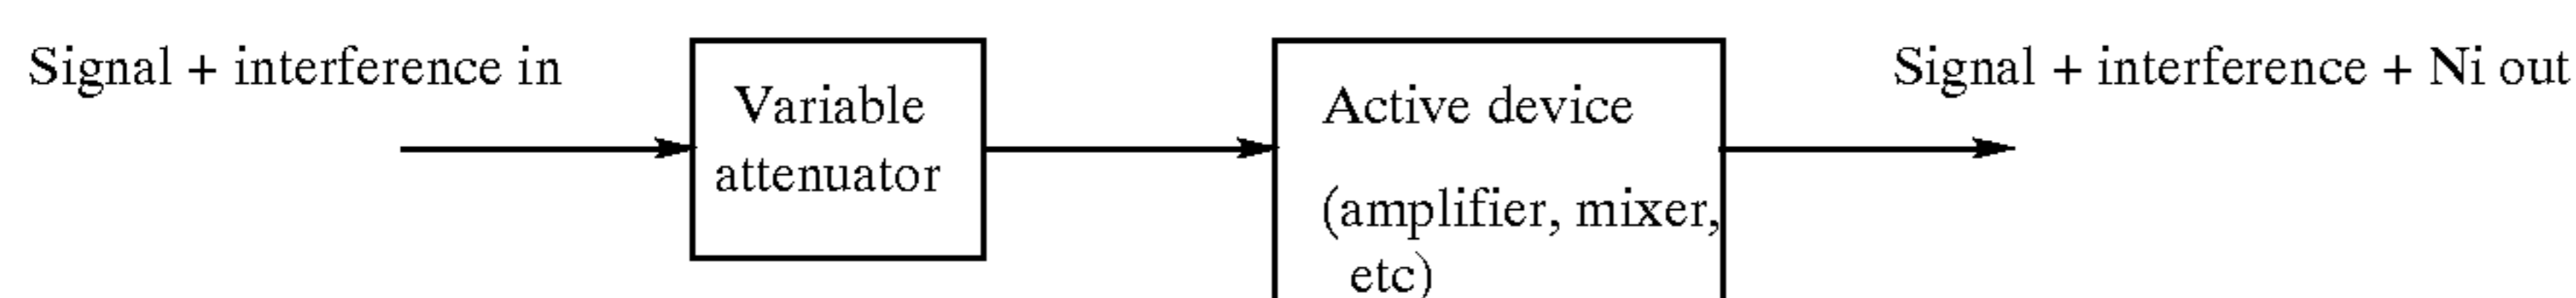 Signal + interference in
Variable
attenuator
Active device
(amplifier, mixer,
etc)
Signal + interference + Ni out